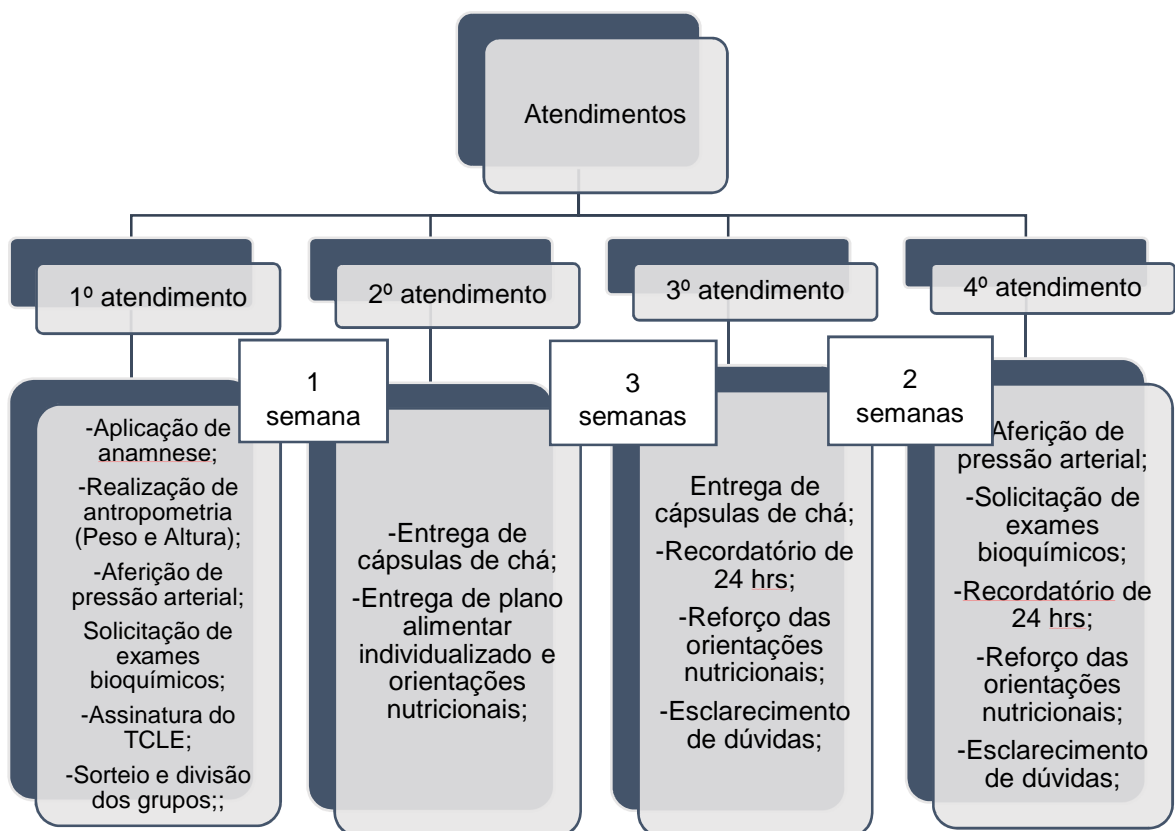 Atendimentos
1º atendimento
2º atendimento
3º atendimento
4º atendimento
1
semana
3
semanas
2
semanas
-Aplicação de
anamnese;
-Realização de
antropometria
(Peso e Altura);
-Aferição de
pressão arterial;
Solicitação de
exames
bioquímicos;
-Assinatura do
TCLE;
-Sorteio e divisão
dos grupos;;
-Entrega de
cápsulas de chá;
-Entrega de plano
alimentar
individualizado e
orientações
nutricionais;
Entrega de
cápsulas de chá;
-Recordatório de
24 hrs;
-Reforço das
orientações
nutricionais;
-Esclarecimento
de dúvidas;
Aferição de
pressão arterial;
-Solicitação de
exames
bioquímicos;
-Recordatório de
24 hrs;
-Reforço das
orientações
nutricionais;
-Esclarecimento
de dúvidas;